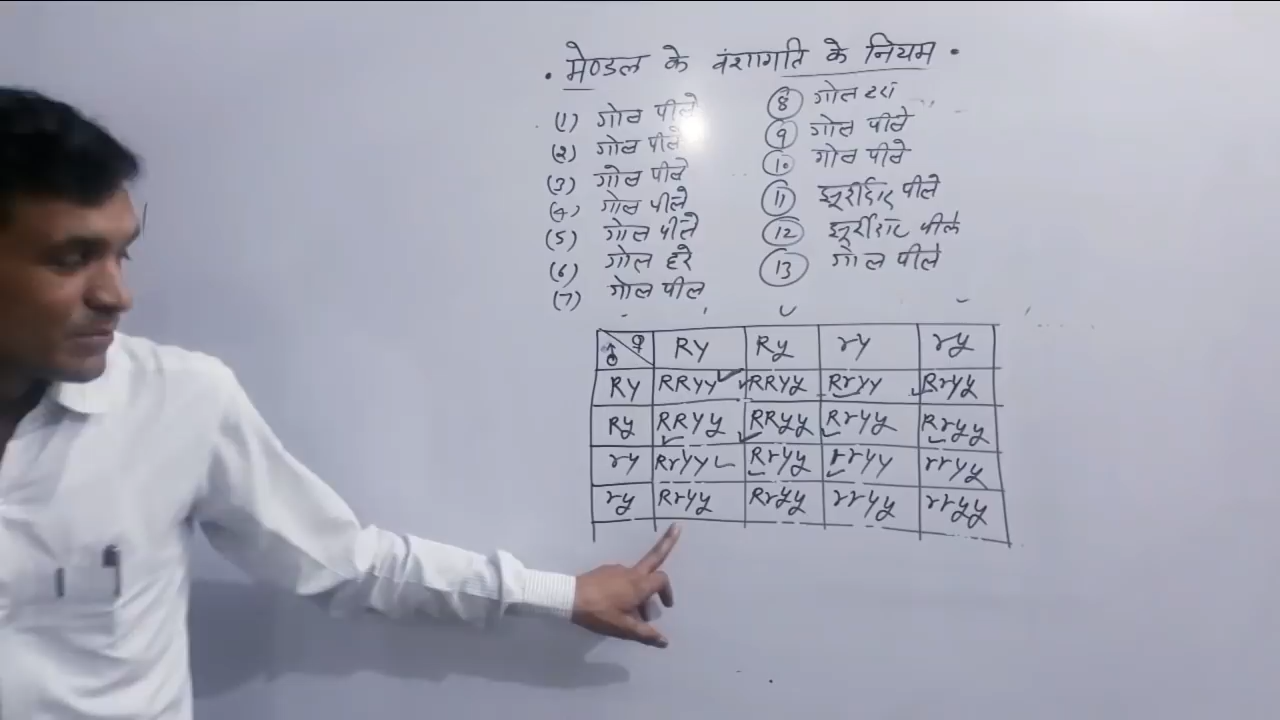 मेण्डल के वंशागति के नियम
(1) गोल पीले
(2) गोल पीले
(3) गोल पीले
(4) गोल पीले
(5) गोल पीले
(6) गोल हरे
(7) गोल पील
(8) गोल हरा
(9) गोल पीले
(10) गोल पीले
(11) झूर्रीदार पीले
(12) झूर्रीदार पीले
(13) गोल पीले
♂ ♀ RY Ry rY ry
RY RRYY RRYy RrYY RrYy
Ry RRYy RRyy RrYy Rryy
rY RrYY RrYy rrYY rrYy
ry RrYy Rryy rrYy rryy